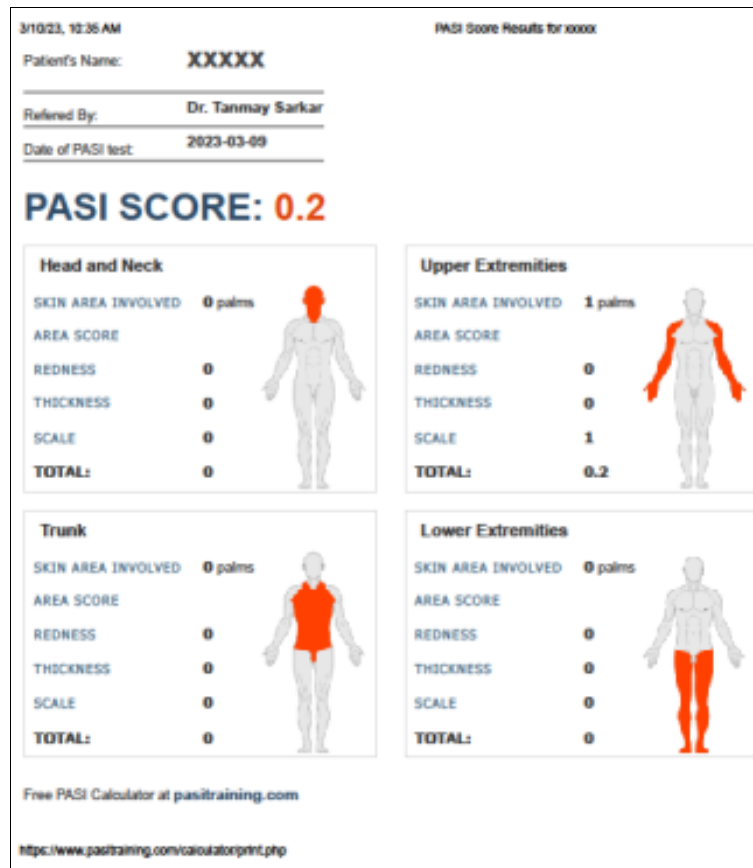 3/10/23, 10:35 AM PASI Score Results for xxxxx
Patient's Name: XXXXX
Refered By: Dr. Tanmay Sarkar
Date of PASI test: 2023-03-09
PASI SCORE: 0.2
Head and Neck
SKIN AREA INVOLVED 0 palms
AREA SCORE
REDNESS 0
THICKNESS 0
SCALE 0
TOTAL: 0
Upper Extremities
SKIN AREA INVOLVED 1 palms
AREA SCORE
REDNESS 0
THICKNESS 0
SCALE 1
TOTAL: 0.2
Trunk
SKIN AREA INVOLVED 0 palms
AREA SCORE
REDNESS 0
THICKNESS 0
SCALE 0
TOTAL: 0
Lower Extremities
SKIN AREA INVOLVED 0 palms
AREA SCORE
REDNESS 0
THICKNESS 0
SCALE 0
TOTAL: 0
Free PASI Calculator at pasitraining.com
https://www.pasitraining.com/calculator/print.php